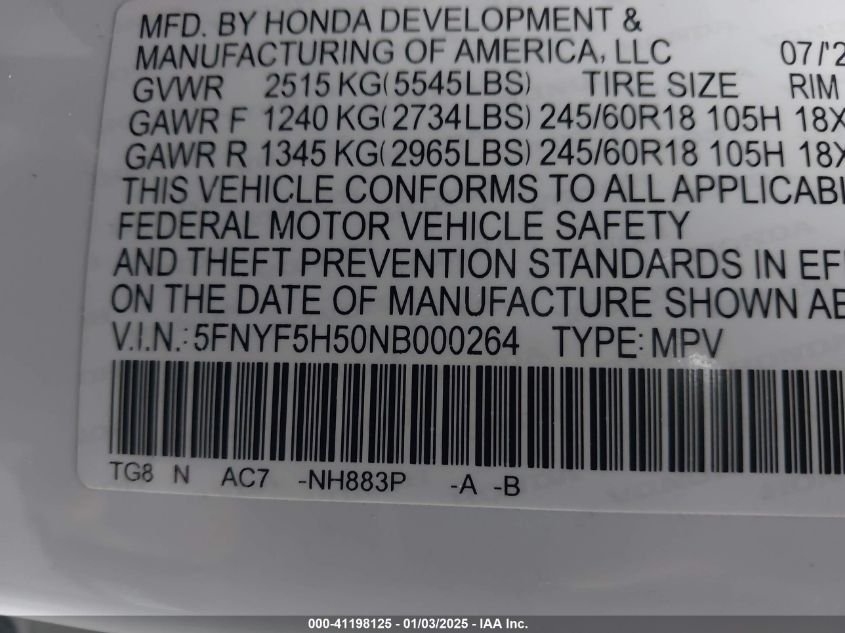 MFD. BY HONDA DEVELOPMENT &
MANUFACTURING OF AMERICA, LLC 07/'2
GVWR 2515 KG(5545LBS) TIRE SIZE RIM
GAWR F 1240 KG(2734LBS) 245/60R18 105H 18X
GAWR R 1345 KG(2965LBS) 245/60R18 105H 18X
THIS VEHICLE CONFORMS TO ALL APPLICABL
FEDERAL MOTOR VEHICLE SAFETY
AND THEFT PREVENTION STANDARDS IN EF
ON THE DATE OF MANUFACTURE SHOWN AB
V.I.N.: 5FNYF5H50NB000264 TYPE: MPV
TG8 N AC7 -NH883P -A -B
000-41198125 - 01/03/2025 - IAA Inc.